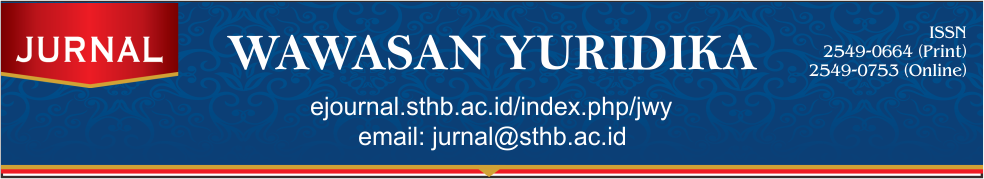 JURNAL
WAWASAN YURIDIKA
ISSN
2549-0664 (Print)
2549-0753 (Online)
ejournal.sthb.ac.id/index.php/jwy
email: jurnal@sthb.ac.id